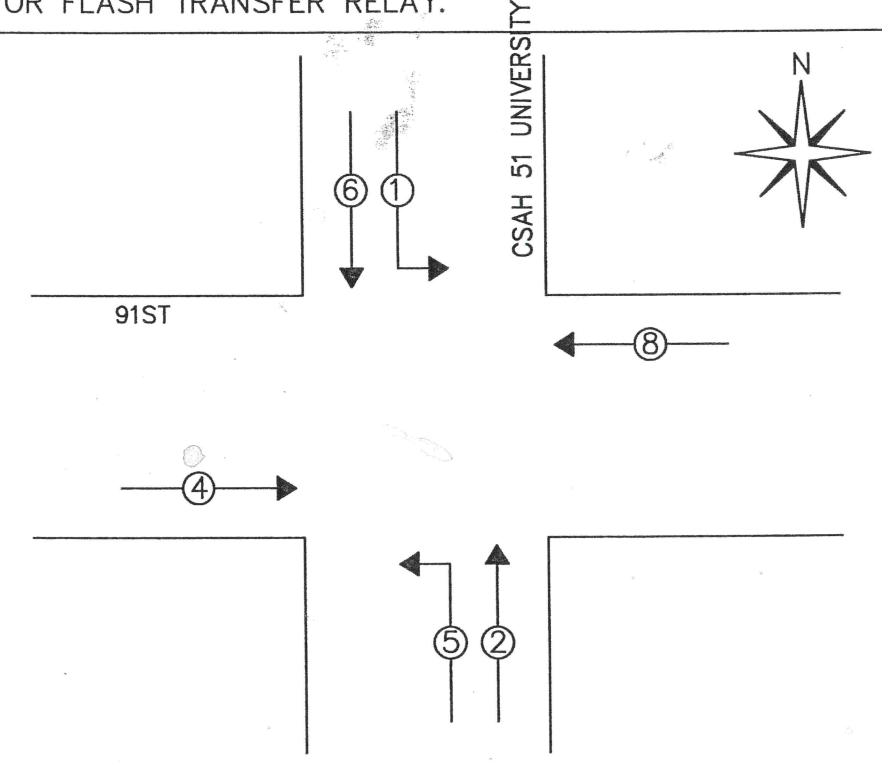 OR FLASH TRANSFER RELAY.
CSAH 51 UNIVERSITY
N
6 1
91ST
8
4
5 2